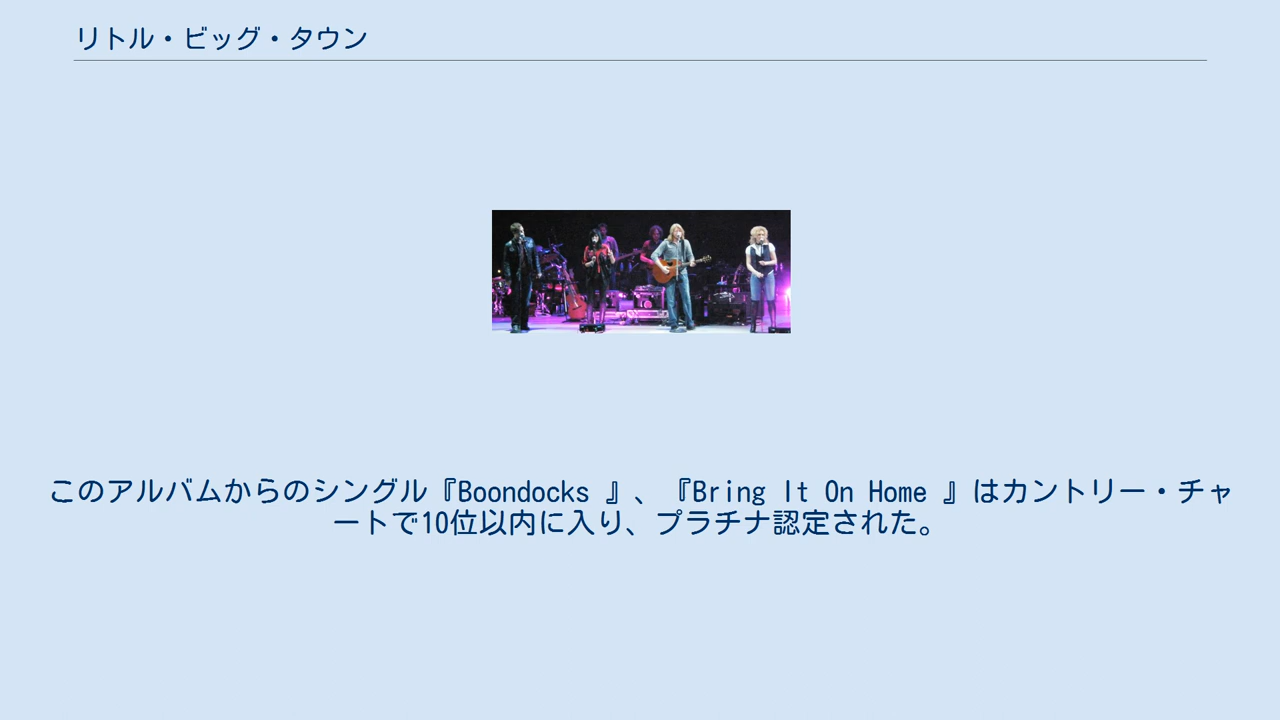 リトル・ビッグ・タウン
このアルバムからのシングル『Boondocks 』、『Bring It On Home 』はカントリー・チャ
ートで10位以内に入り、プラチナ認定された。